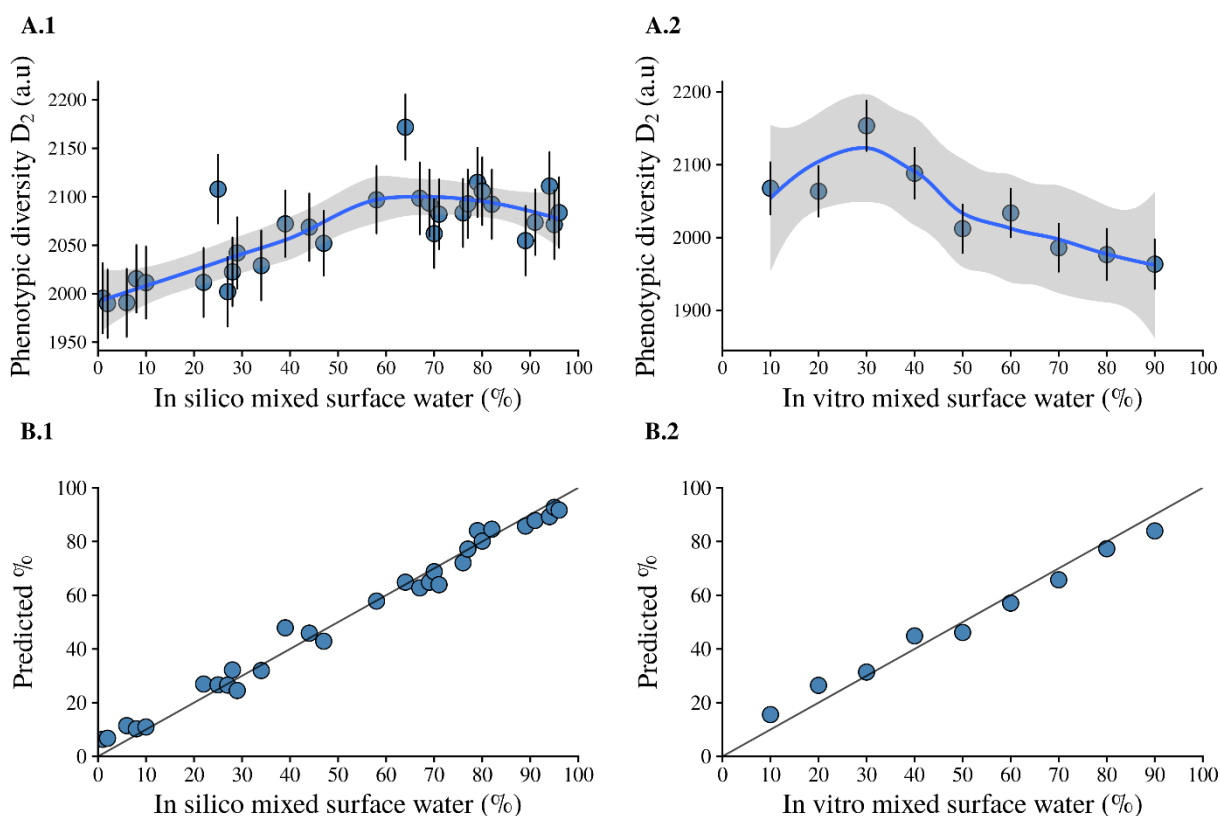 A.1
Phenotypic diversity D2 (a.u)
2200
2150
2100
2050
2000
1950
0 10 20 30 40 50 60 70 80 90 100
In silico mixed surface water (%)
A.2
Phenotypic diversity D2 (a.u)
2200
2100
2000
1900
0 10 20 30 40 50 60 70 80 90 100
In vitro mixed surface water (%)
B.1
Predicted %
100
80
60
40
20
0
0 10 20 30 40 50 60 70 80 90 100
In silico mixed surface water (%)
B.2
Predicted %
100
80
60
40
20
0
0 10 20 30 40 50 60 70 80 90 100
In vitro mixed surface water (%)